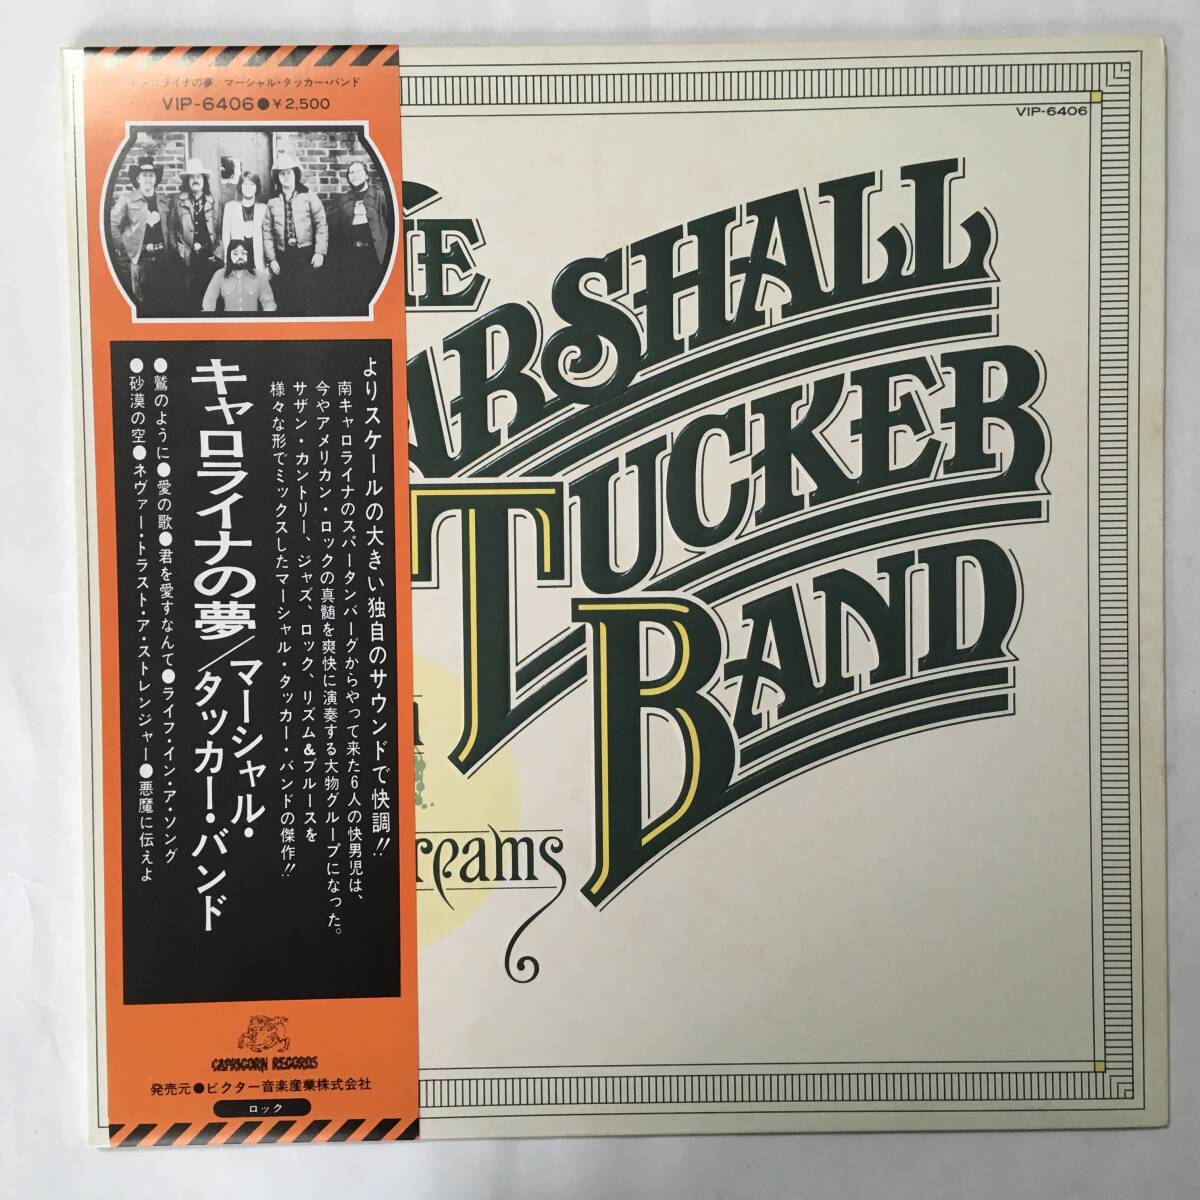 キャロライナの夢／マーシャル・タッカー・バンド
VIP-6406●¥2,500
よりスケールの大きい独自のサウンドで快調!!
南キャロライナのスパータンバーグからやって来た6人の快男児は、
今やアメリカン・ロックの真髄を爽快に演奏する大物グループになった。
サザン・カントリー、ジャズ、ロック、リズム&ブルースを
様々な形でミックスしたマーシャル・タッカー・バンドの傑作!!
キャロライナの夢／マーシャル・タッカー・バンド
●鷲のように●愛の歌●君を愛すなんて●ライフ・イン・ア・ソング
●砂漠の空●ネヴァー・トラスト・ア・ストレンジャー●悪魔に伝えよ
CAPRICORN RECORDS
発売元●ビクター音楽産業株式会社
ロック
VIP-6406
HE
ARSHALL
TUCKER
BAND
reams